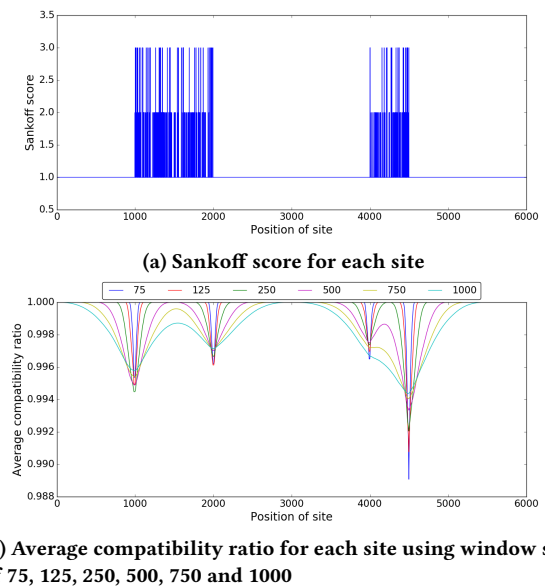 3.5
3.0
2.5
2.0
1.5
1.0
0.5
Sankoff score
0 1000 2000 3000 4000 5000 6000
Position of site
(a) Sankoff score for each site
75 125 250 500 750 1000
1.000
0.998
0.996
0.994
0.992
0.990
0.988
Average compatibility ratio
0 1000 2000 3000 4000 5000 6000
Position of site
) Average compatibility ratio for each site using window s
75, 125, 250, 500, 750 and 1000